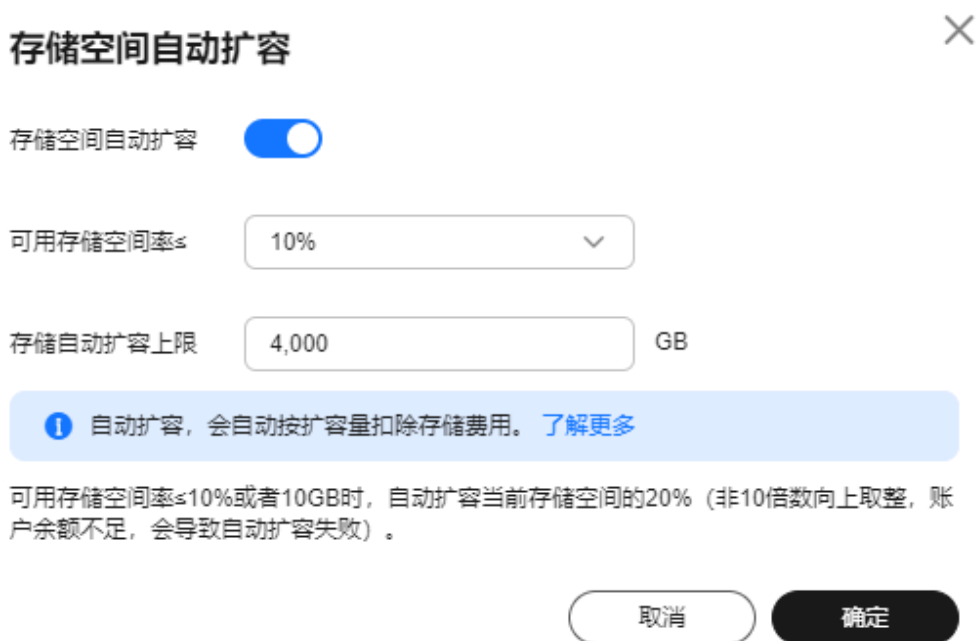 存储空间自动扩容
存储空间自动扩容
可用存储空间率≤ 10%
存储自动扩容上限 4,000 GB
自动扩容，会自动按扩容量扣除存储费用。 了解更多
可用存储空间率≤10%或者10GB时，自动扩容当前存储空间的20%（非10倍数向上取整，账
户余额不足，会导致自动扩容失败）。
取消 确定